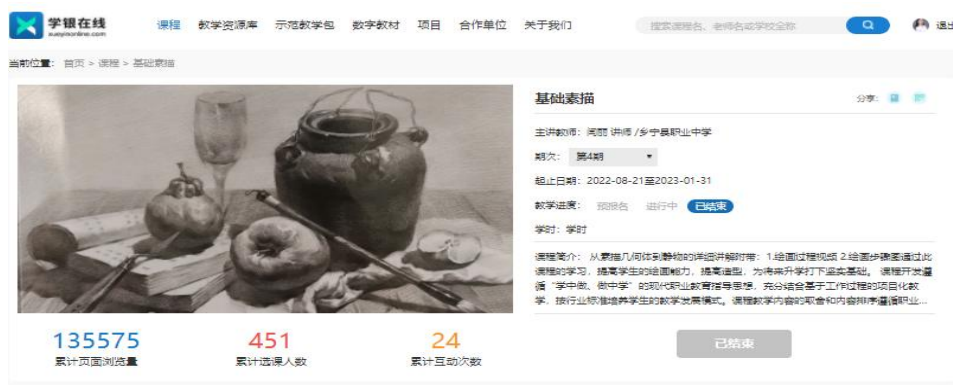 学银在线
xueyinonline.com
课程 教学资源库 示范教学包 数字教材 项目 合作单位 关于我们
搜索课程名、老师名或学校全称
退出
当前位置： 首页 > 课程 > 基础素描
基础素描
分享：
主讲教师：闫丽 讲师 /乡宁县职业中学
期次： 第4期
起止日期：2022-08-21至2023-01-31
教学进度： 预报名 进行中 已结束
学时：学时
课程简介： 从素描几何体到静物的详细讲解附带：1.绘画过程视频 2.绘画步骤图通过此
课程的学习，提高学生的绘画能力，提高造型，为将来升学打下坚实基础。 课程开发遵
循“学中做、做中学”的现代职业教育指导思想，充分结合基于工作过程的项目化教
学，按行业标准培养学生的教学发展模式。课程教学内容的取舍和内容排序遵循职业...
135575
累计页面浏览量
451
累计选课人数
24
累计互动次数
已结束